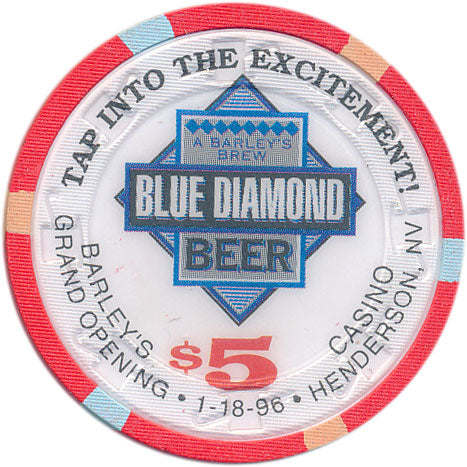 TAP INTO THE EXCITEMENT!
A BARLEY'S
BREW
BLUE DIAMOND
BEER
$5
BARLEY'S CASINO
GRAND OPENING • 1-18-96 • HENDERSON, NV